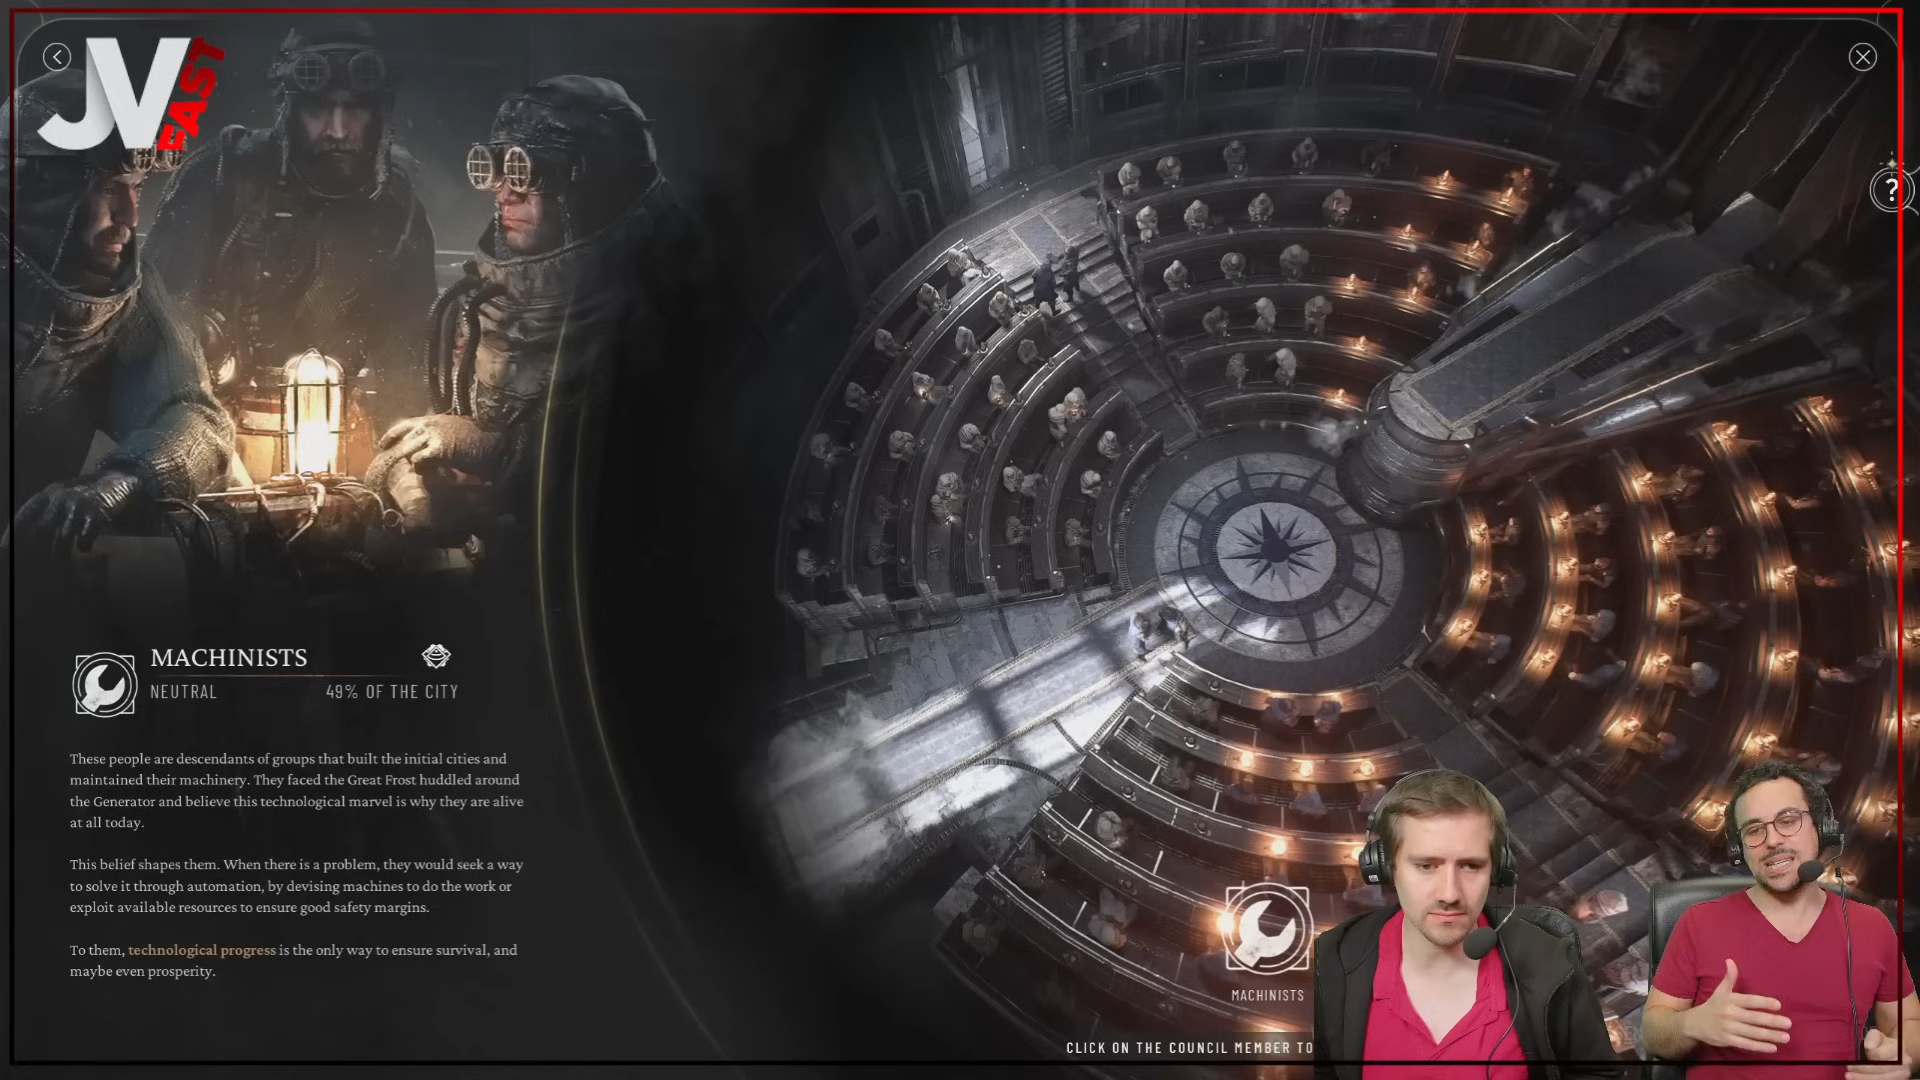 JV
EAST
?
MACHINISTS
NEUTRAL 49% OF THE CITY
These people are descendants of groups that built the initial cities and
maintained their machinery. They faced the Great Frost huddled around
the Generator and believe this technological marvel is why they are alive
at all today.
This belief shapes them. When there is a problem, they would seek a way
to solve it through automation, by devising machines to do the work or
exploit available resources to ensure good safety margins.
To them, technological progress is the only way to ensure survival, and
maybe even prosperity.
MACHINISTS
CLICK ON THE COUNCIL MEMBER TO